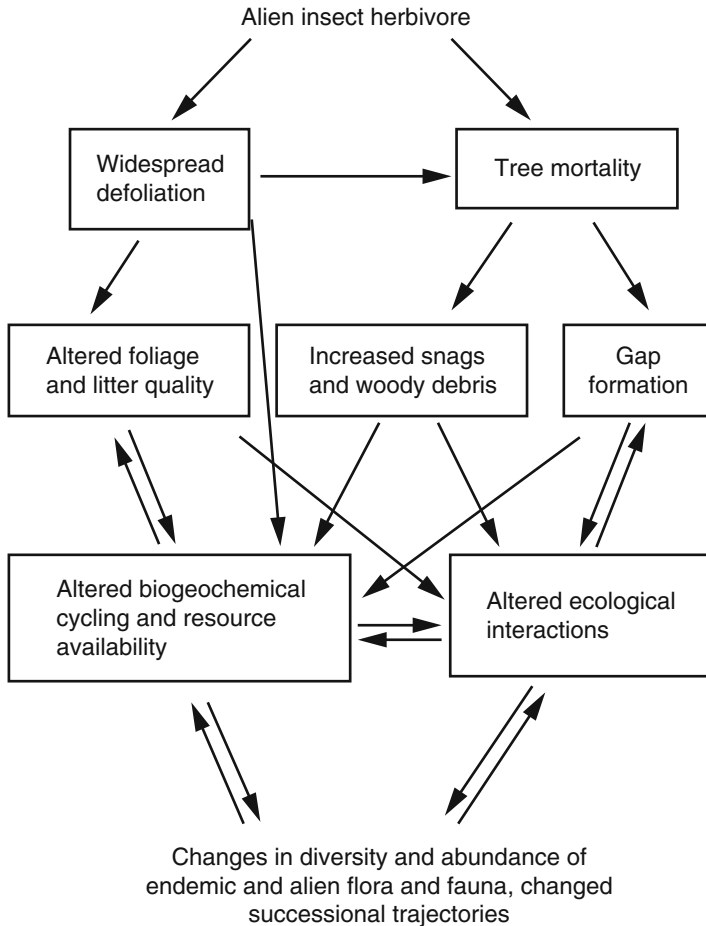 Alien insect herbivore
Widespread
defoliation
Tree mortality
Altered foliage
and litter quality
Increased snags
and woody debris
Gap
formation
Altered biogeochemical
cycling and resource
availability
Altered ecological
interactions
Changes in diversity and abundance of
endemic and alien flora and fauna, changed
successional trajectories